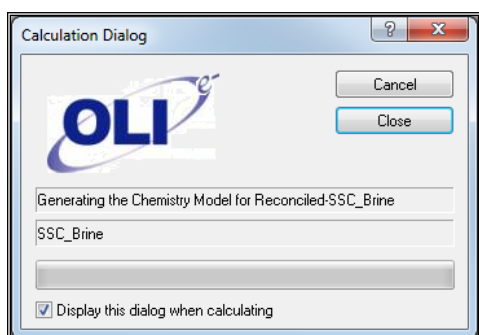 Calculation Dialog
?
X
Cancel
OLI e-
Close
Generating the Chemistry Model for Reconciled-SSC_Brine
SSC_Brine
Display this dialog when calculating